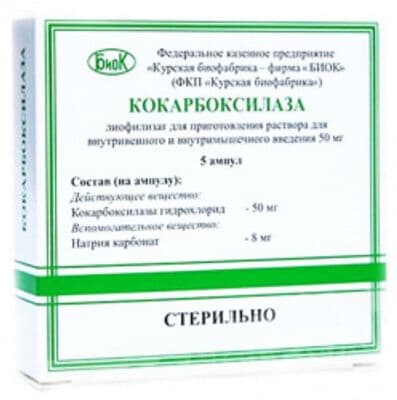 БиоК
Федеральное казенное предприятие
«Курская биофабрика – фирма «БИОК»
(ФКП «Курская биофабрика»)
КОКАРБОКСИЛАЗА
лиофилизат для приготовления раствора для
внутривенного и внутримышечного введения 50 мг
5 ампул
Состав (на ампулу):
Действующее вещество:
Кокарбоксилазы гидрохлорид - 50 мг
Вспомогательное вещество:
Натрия карбонат - 8 мг
СТЕРИЛЬНО
КОКАРБОКСИЛАЗА